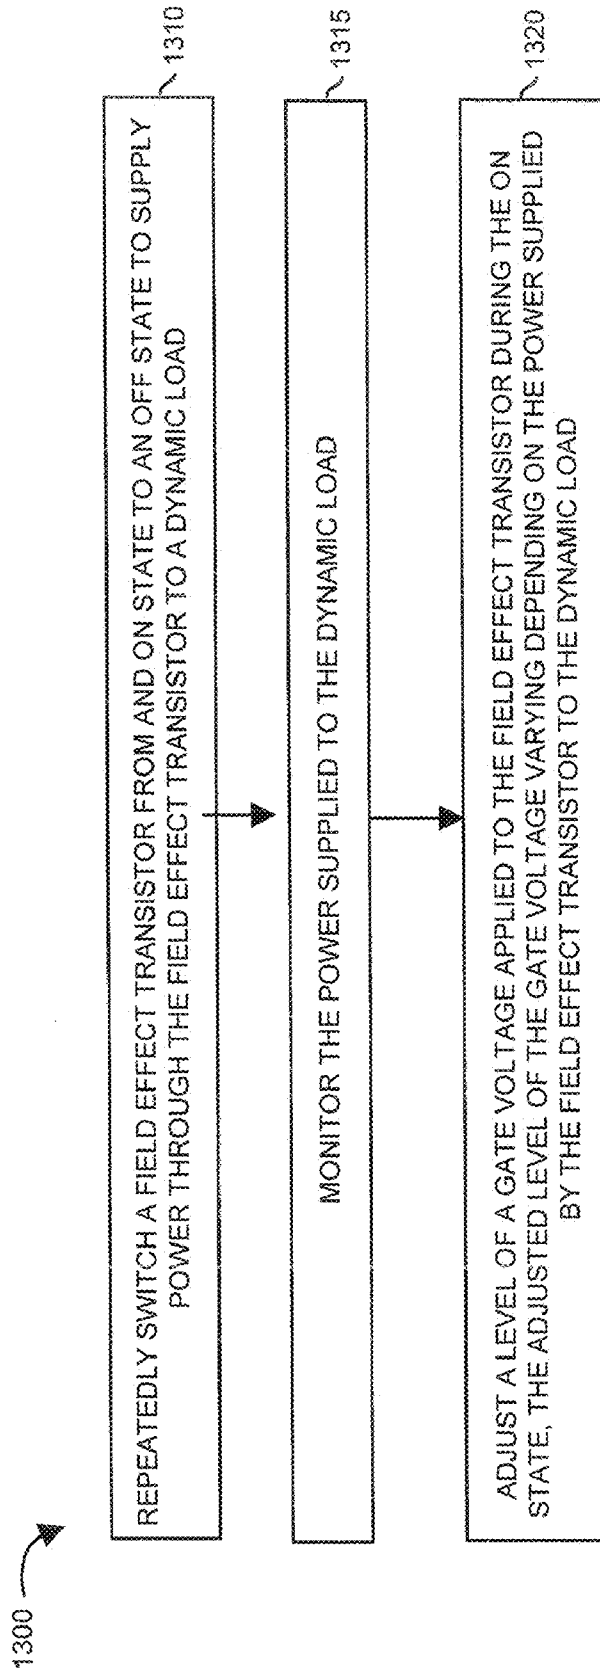 1300
REPEATEDLY SWITCH A FIELD EFFECT TRANSISTOR FROM AND ON STATE TO AN OFF STATE TO SUPPLY
POWER THROUGH THE FIELD EFFECT TRANSISTOR TO A DYNAMIC LOAD
1310
MONITOR THE POWER SUPPLIED TO THE DYNAMIC LOAD
1315
ADJUST A LEVEL OF A GATE VOLTAGE APPLIED TO THE FIELD EFFECT TRANSISTOR DURING THE ON
STATE, THE ADJUSTED LEVEL OF THE GATE VOLTAGE VARYING DEPENDING ON THE POWER SUPPLIED
BY THE FIELD EFFECT TRANSISTOR TO THE DYNAMIC LOAD
1320